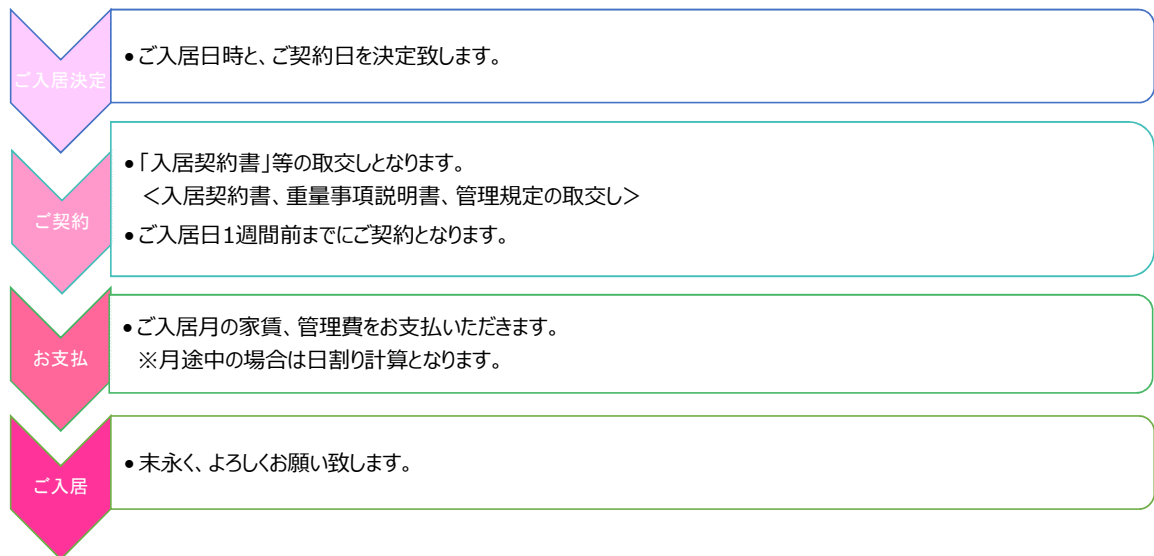 ご入居決定
•ご入居日時と、ご契約日を決定致します。
ご契約
•「入居契約書」等の取交しとなります。
＜入居契約書、重量事項説明書、管理規定の取交し＞
•ご入居日1週間前までにご契約となります。
お支払
•ご入居月の家賃、管理費をお支払いただきます。
※月途中の場合は日割り計算となります。
ご入居
•末永く、よろしくお願い致します。